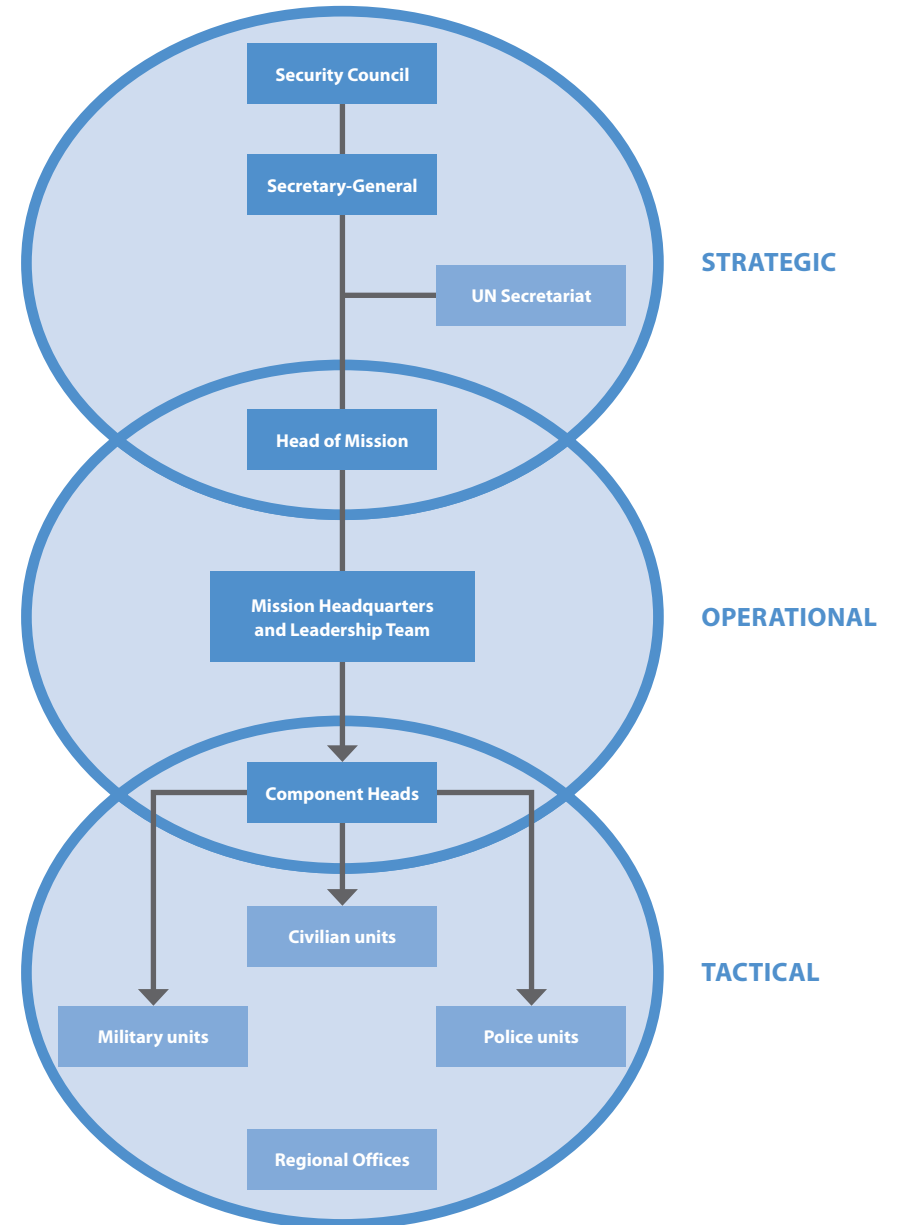 Security Council
Secretary-General
UN Secretariat
STRATEGIC
Head of Mission
Mission Headquarters
and Leadership Team
OPERATIONAL
Component Heads
Civilian units
TACTICAL
Military units
Police units
Regional Offices